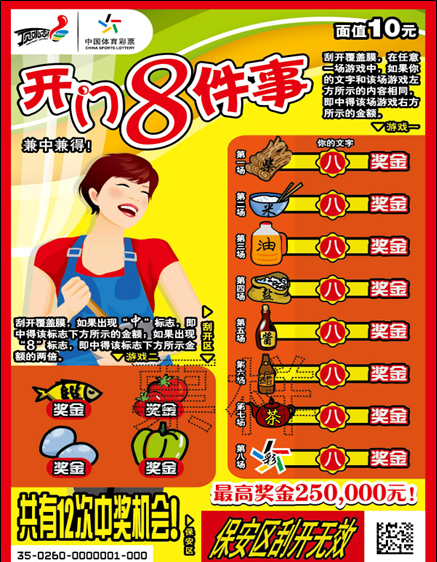 顶呱刮
中国体育彩票
CHINA SPORTS LOTTERY
面值10元
开门8件事
兼中兼得!
刮开覆盖膜,在任意
一场游戏中,如果你
的文字和该场游戏左
方所示的内容相同,
即中得该场游戏右方
所示的金额。
游戏一
你的文字
第一场 柴 八 奖金
第二场 米 八 奖金
第三场 油 八 奖金
第四场 盐 八 奖金
第五场 酱 八 奖金
第六场 醋 八 奖金
第七场 茶 八 奖金
第八场 彩 八 奖金
刮开覆盖膜,如果出现“中”标志,即
中得该标志下方所示的金额;如果出现
“8”标志,即中得该标志下方所示金
额的两倍。
游戏二
刮开区
奖金 奖金
奖金 奖金
票样
最高奖金250,000元!
共有12次中奖机会!
保安区
保安区刮开无效
35-0260-0000001-000